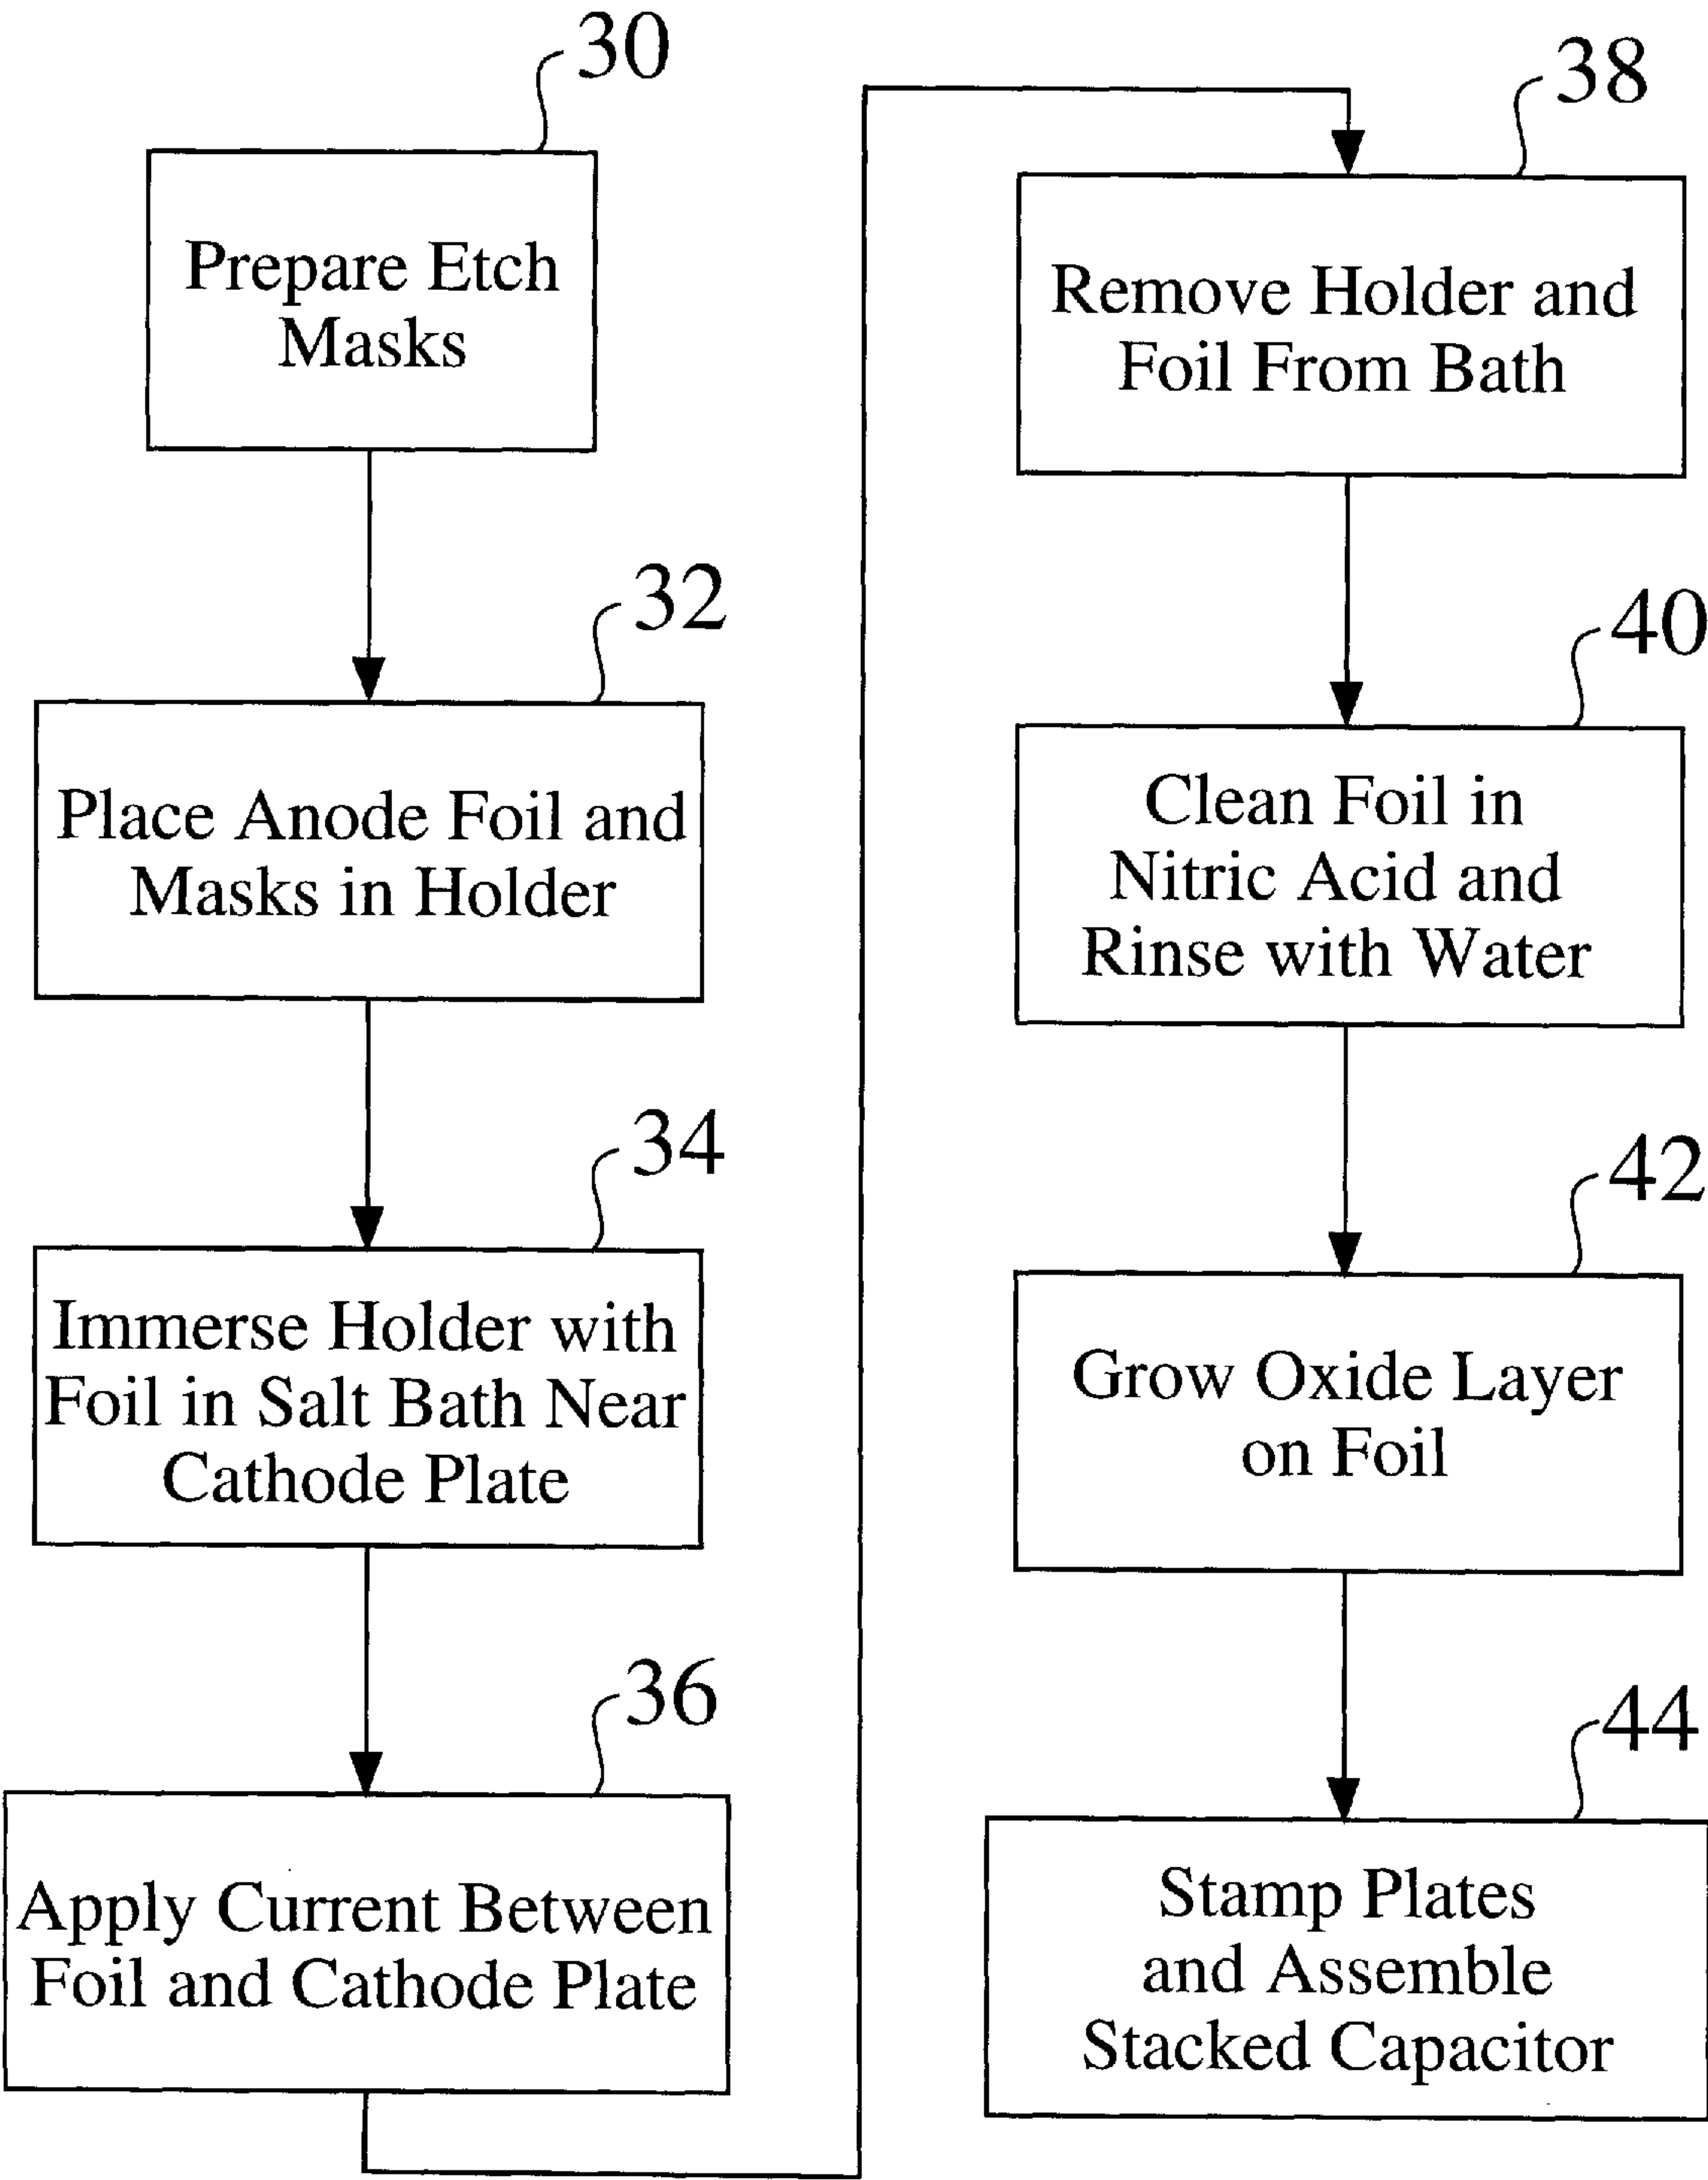 30
Prepare Etch
Masks
32
Place Anode Foil and
Masks in Holder
34
Immerse Holder with
Foil in Salt Bath Near
Cathode Plate
36
Apply Current Between
Foil and Cathode Plate
38
Remove Holder and
Foil From Bath
40
Clean Foil in
Nitric Acid and
Rinse with Water
42
Grow Oxide Layer
on Foil
44
Stamp Plates
and Assemble
Stacked Capacitor